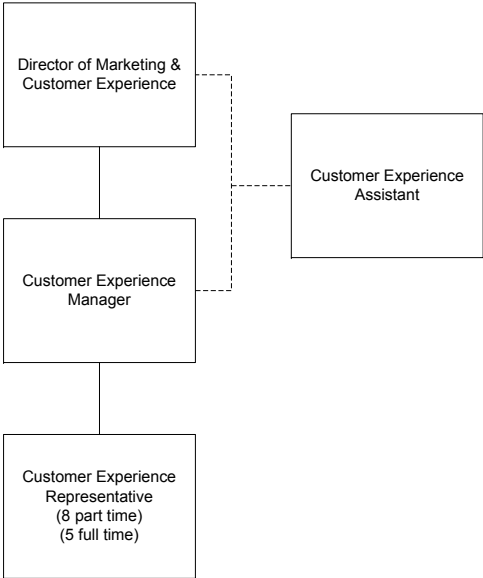 Director of Marketing &
Customer Experience
Customer Experience
Assistant
Customer Experience
Manager
Customer Experience
Representative
(8 part time)
(5 full time)